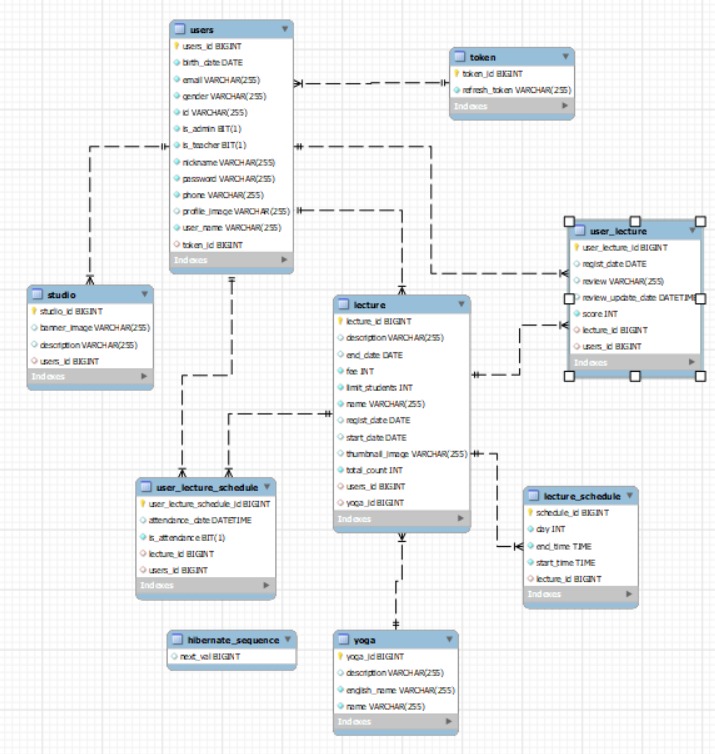 users
users_id BIGINT
birth_date DATE
email VARCHAR(255)
gender VARCHAR(255)
id VARCHAR(255)
is_admin BIT(1)
is_teacher BIT(1)
nickname VARCHAR(255)
password VARCHAR(255)
phone VARCHAR(255)
profile_image VARCHAR(255)
user_name VARCHAR(255)
token_id BIGINT
Indexes
token
token_id BIGINT
refresh_token VARCHAR(255)
Indexes
user_lecture
user_lecture_id BIGINT
regist_date DATE
review VARCHAR(255)
review_update_date DATETIME
score INT
lecture_id BIGINT
users_id BIGINT
Indexes
studio
studio_id BIGINT
banner_image VARCHAR(255)
description VARCHAR(255)
users_id BIGINT
Indexes
lecture
lecture_id BIGINT
description VARCHAR(255)
end_date DATE
fee INT
limit_students INT
name VARCHAR(255)
regist_date DATE
start_date DATE
thumbnail_image VARCHAR(255)
total_count INT
users_id BIGINT
yoga_id BIGINT
Indexes
user_lecture_schedule
user_lecture_schedule_id BIGINT
attendance_date DATETIME
is_attendance BIT(1)
lecture_id BIGINT
users_id BIGINT
Indexes
lecture_schedule
schedule_id BIGINT
day INT
end_time TIME
start_time TIME
lecture_id BIGINT
Indexes
hibernate_sequence
next_val BIGINT
yoga
yoga_id BIGINT
description VARCHAR(255)
english_name VARCHAR(255)
name VARCHAR(255)
Indexes